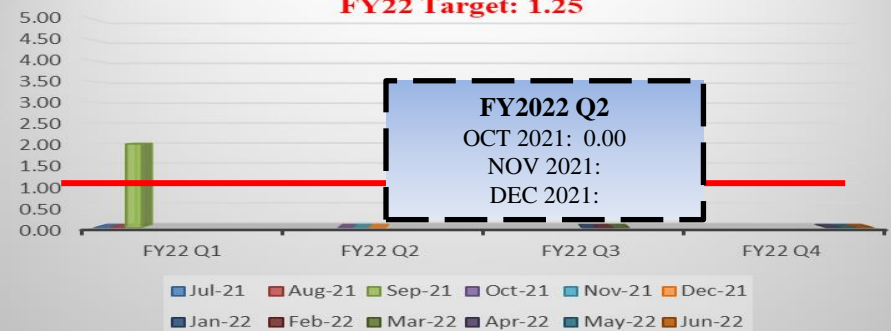 FY22 Target: 1.25
5.00
4.50
4.00
3.50
3.00
2.50
2.00
1.50
1.00
0.50
0.00
FY2022 Q2
OCT 2021: 0.00
NOV 2021:
DEC 2021:
FY22 Q1 FY22 Q2 FY22 Q3 FY22 Q4
Jul-21 Aug-21 Sep-21 Oct-21 Nov-21 Dec-21
Jan-22 Feb-22 Mar-22 Apr-22 May-22 Jun-22